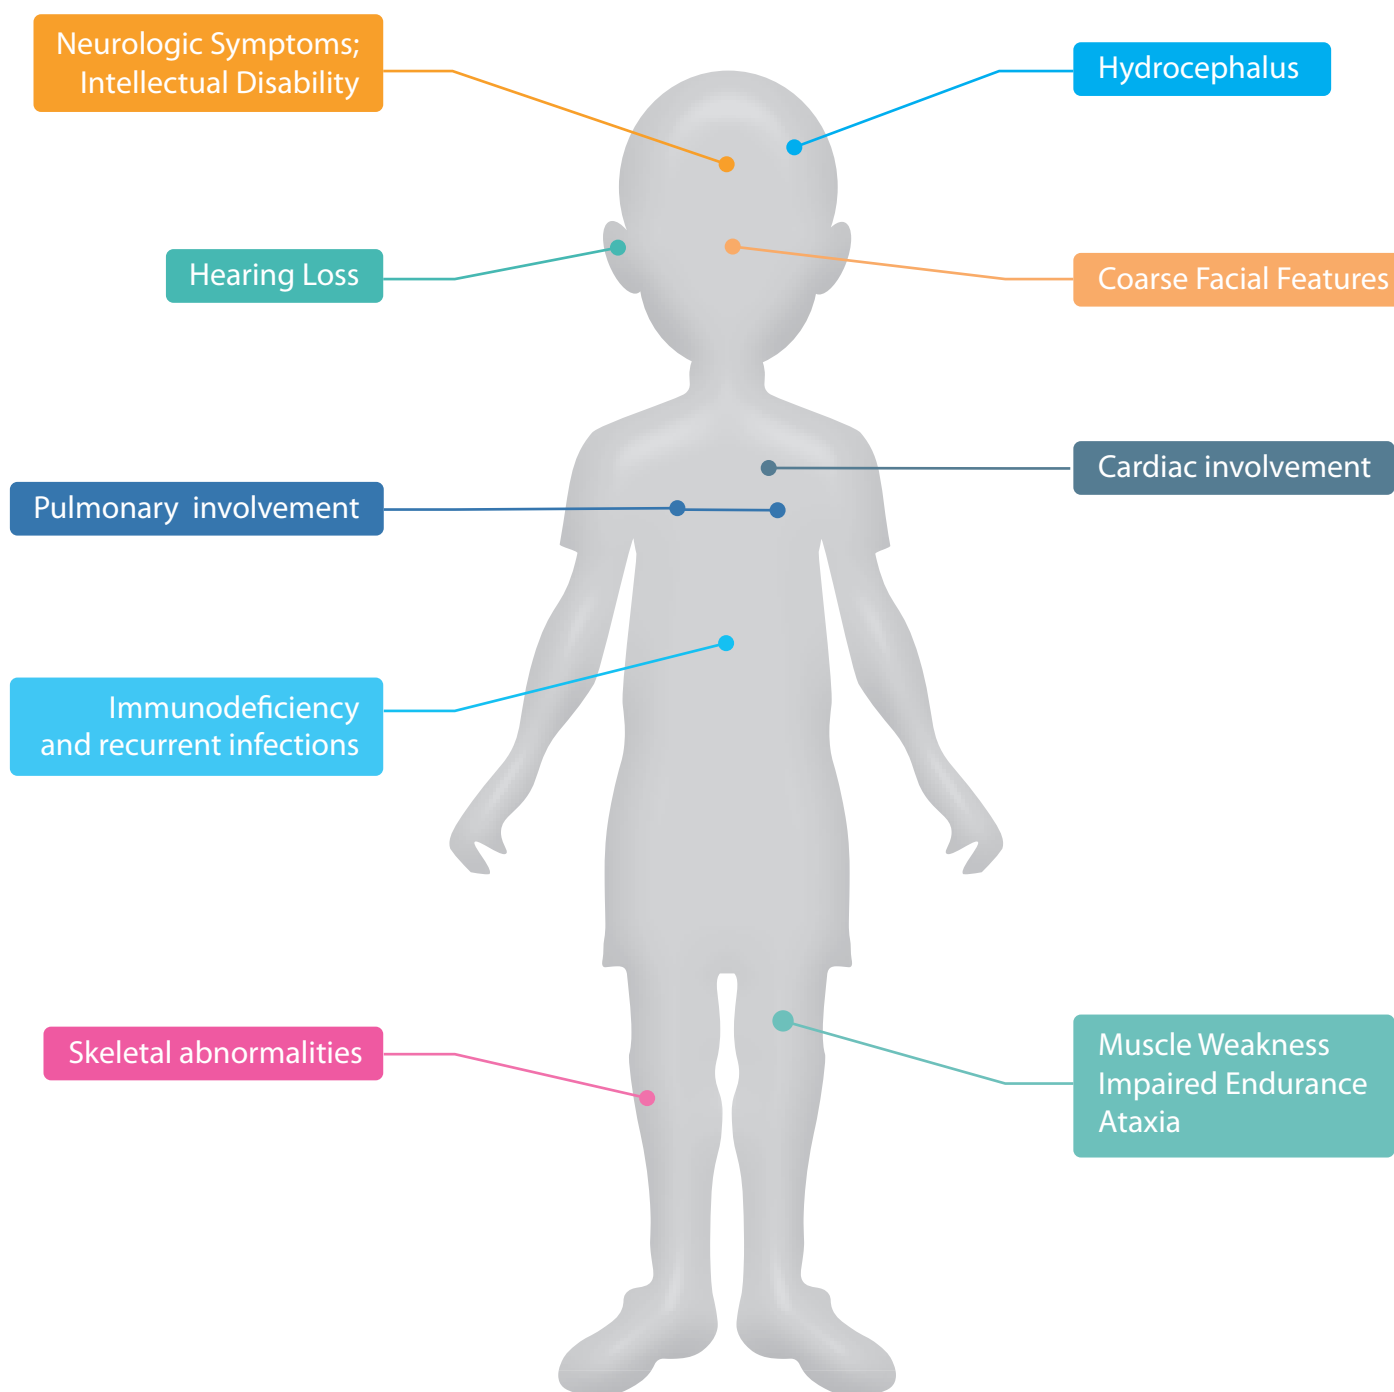 Neurologic Symptoms;
Intellectual Disability
Hydrocephalus
Hearing Loss
Coarse Facial Features
Cardiac involvement
Pulmonary  involvement
Immunodeficiency
and recurrent infections
Skeletal abnormalities
Muscle Weakness
Impaired Endurance
Ataxia